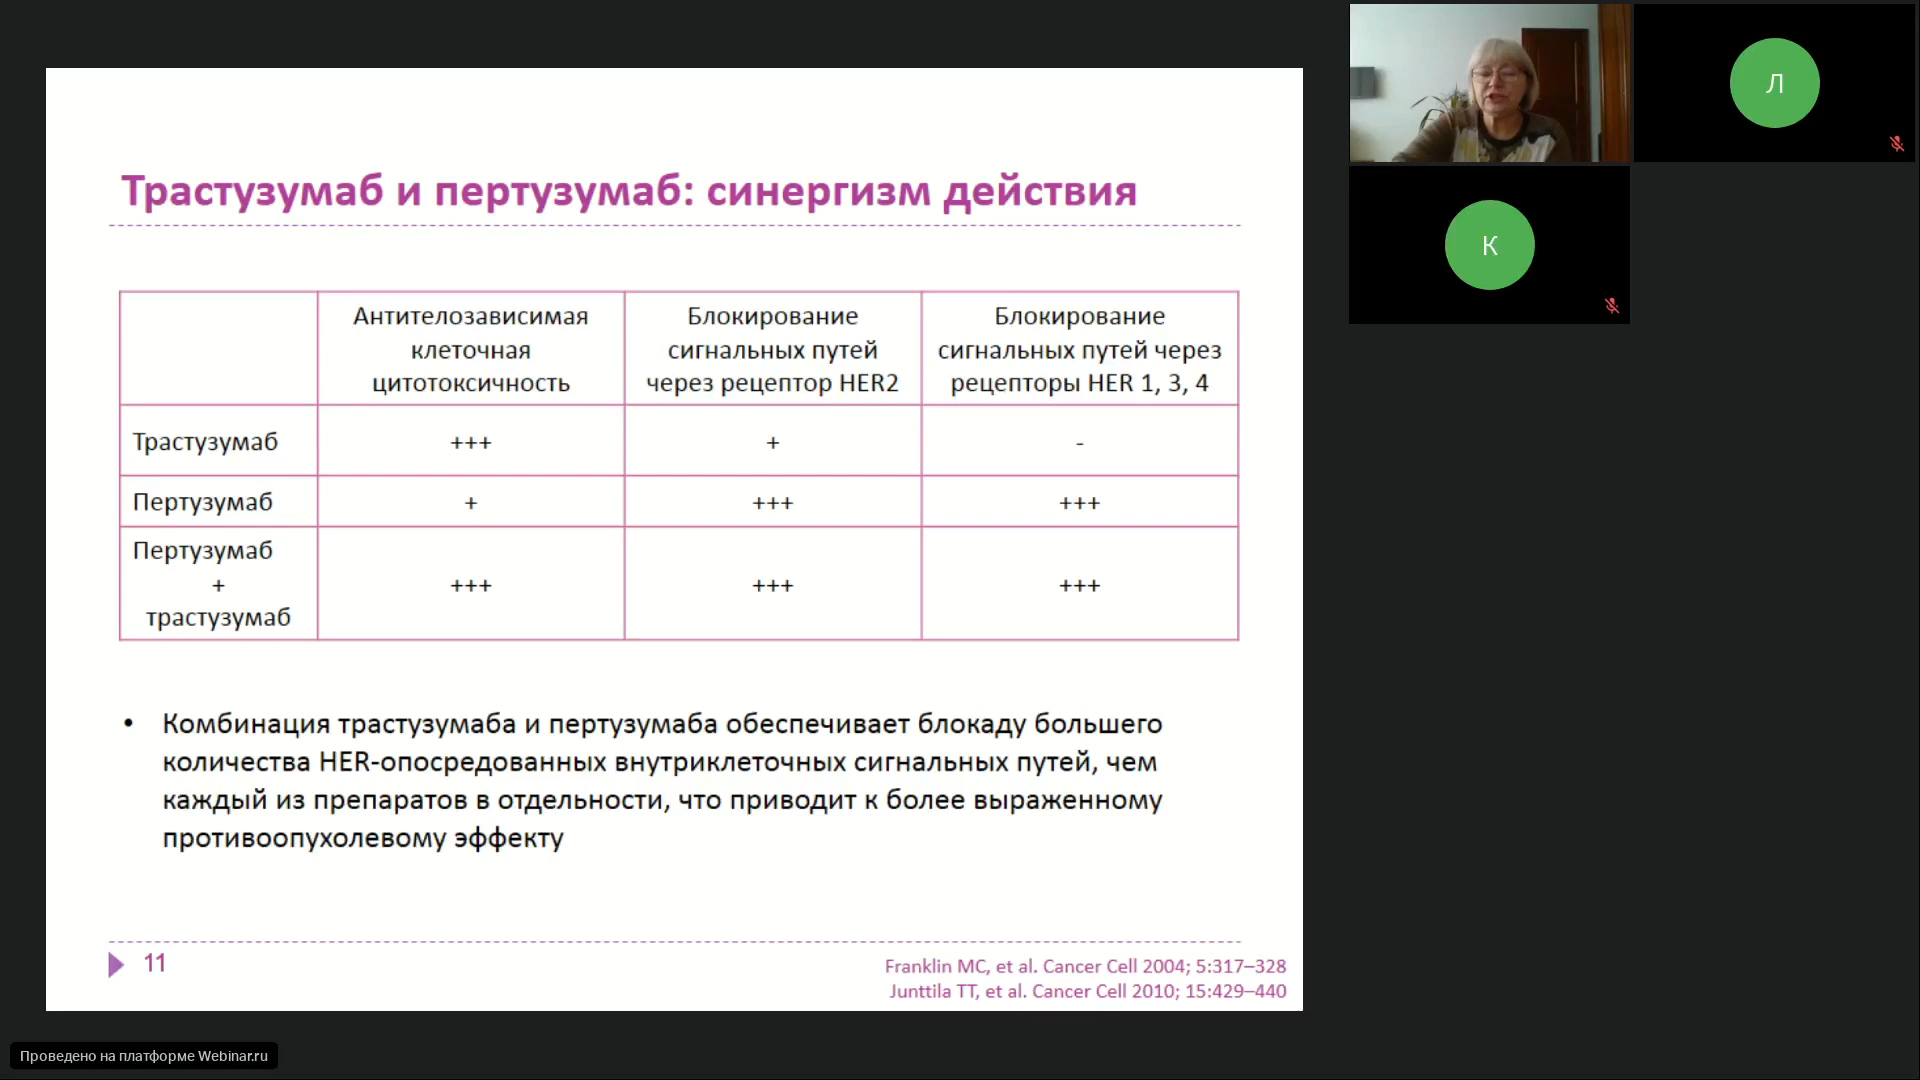 Трастузумаб и пертузумаб: синергизм действия
Антителозависимая
клеточная
цитотоксичность
Блокирование
сигнальных путей
через рецептор HER2
Блокирование
сигнальных путей через
рецепторы HER 1, 3, 4
Трастузумаб
+++
+
-
Пертузумаб
+
+++
+++
Пертузумаб
+
трастузумаб
+++
+++
+++
• Комбинация трастузумаба и пертузумаба обеспечивает блокаду большего
количества HER-опосредованных внутриклеточных сигнальных путей, чем
каждый из препаратов в отдельности, что приводит к более выраженному
противоопухолевому эффекту
11
Franklin MC, et al. Cancer Cell 2004; 5:317–328
Junttila TT, et al. Cancer Cell 2010; 15:429–440
Л
К
Проведено на платформе Webinar.ru